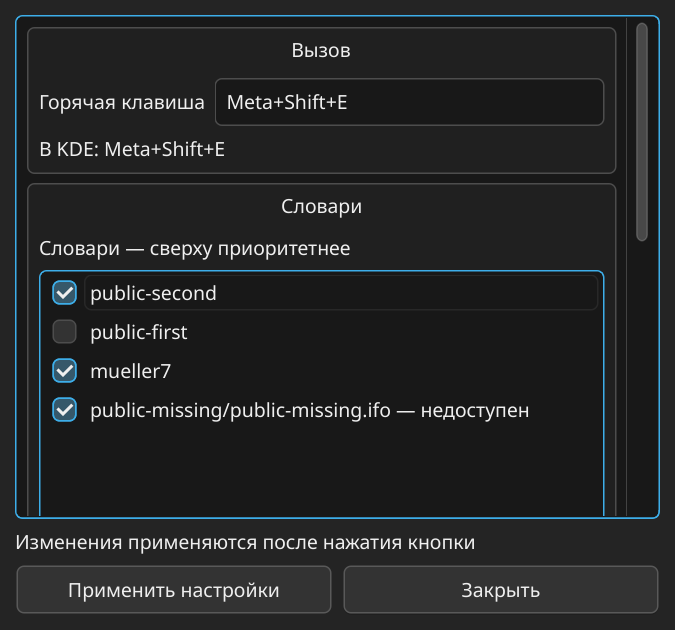 Вызов
Горячая клавиша Meta+Shift+E
В KDE: Meta+Shift+E
Словари
Словари — сверху приоритетнее
public-second
public-first
mueller7
public-missing/public-missing.ifo — недоступен
Изменения применяются после нажатия кнопки
Применить настройки Закрыть